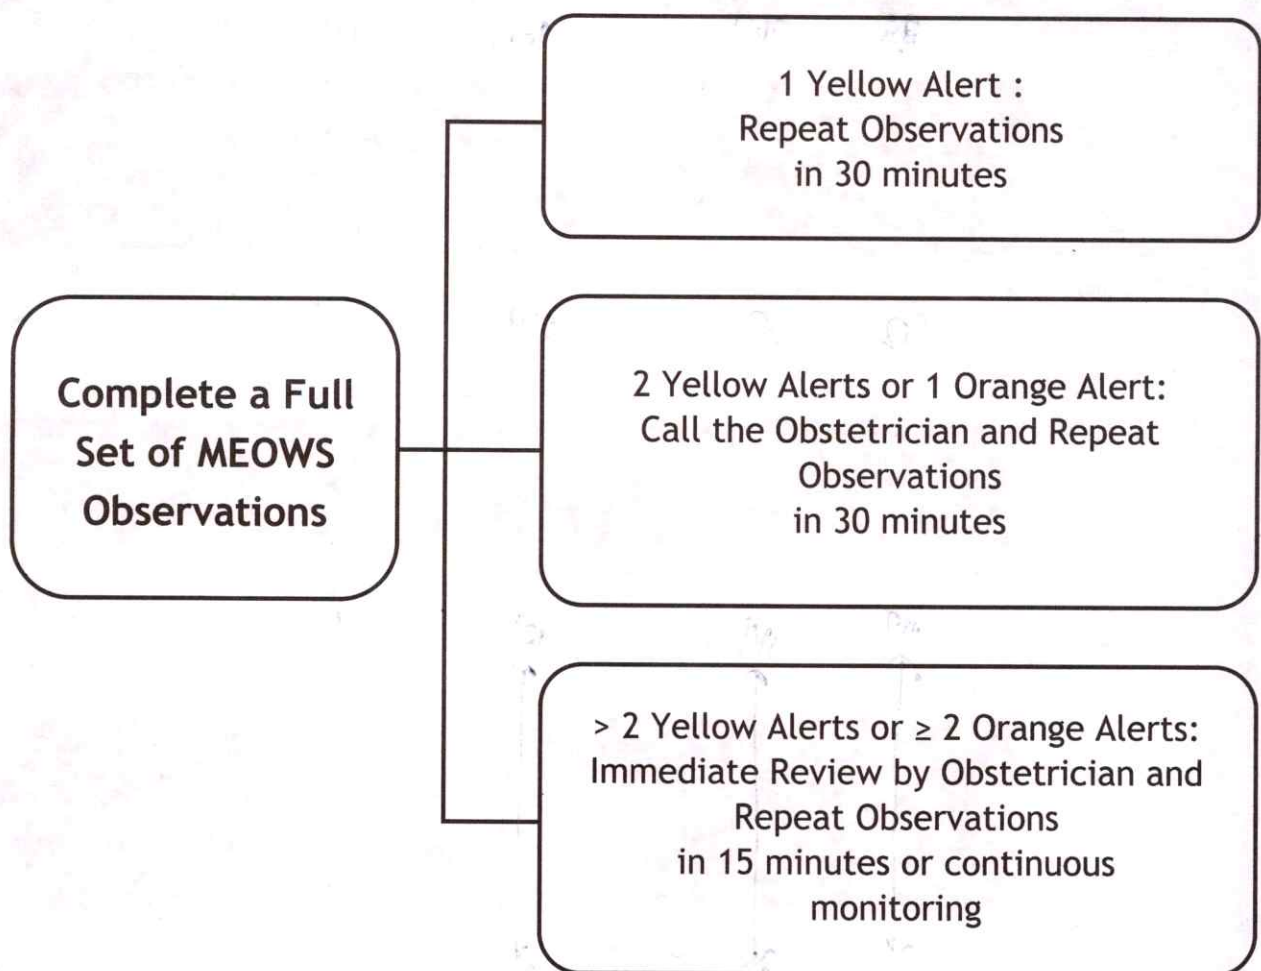 1 Yellow Alert :
Repeat Observations
in 30 minutes
Complete a Full
Set of MEOWS
Observations
2 Yellow Alerts or 1 Orange Alert:
Call the Obstetrician and Repeat
Observations
in 30 minutes
> 2 Yellow Alerts or ≥ 2 Orange Alerts:
Immediate Review by Obstetrician and
Repeat Observations
in 15 minutes or continuous
monitoring